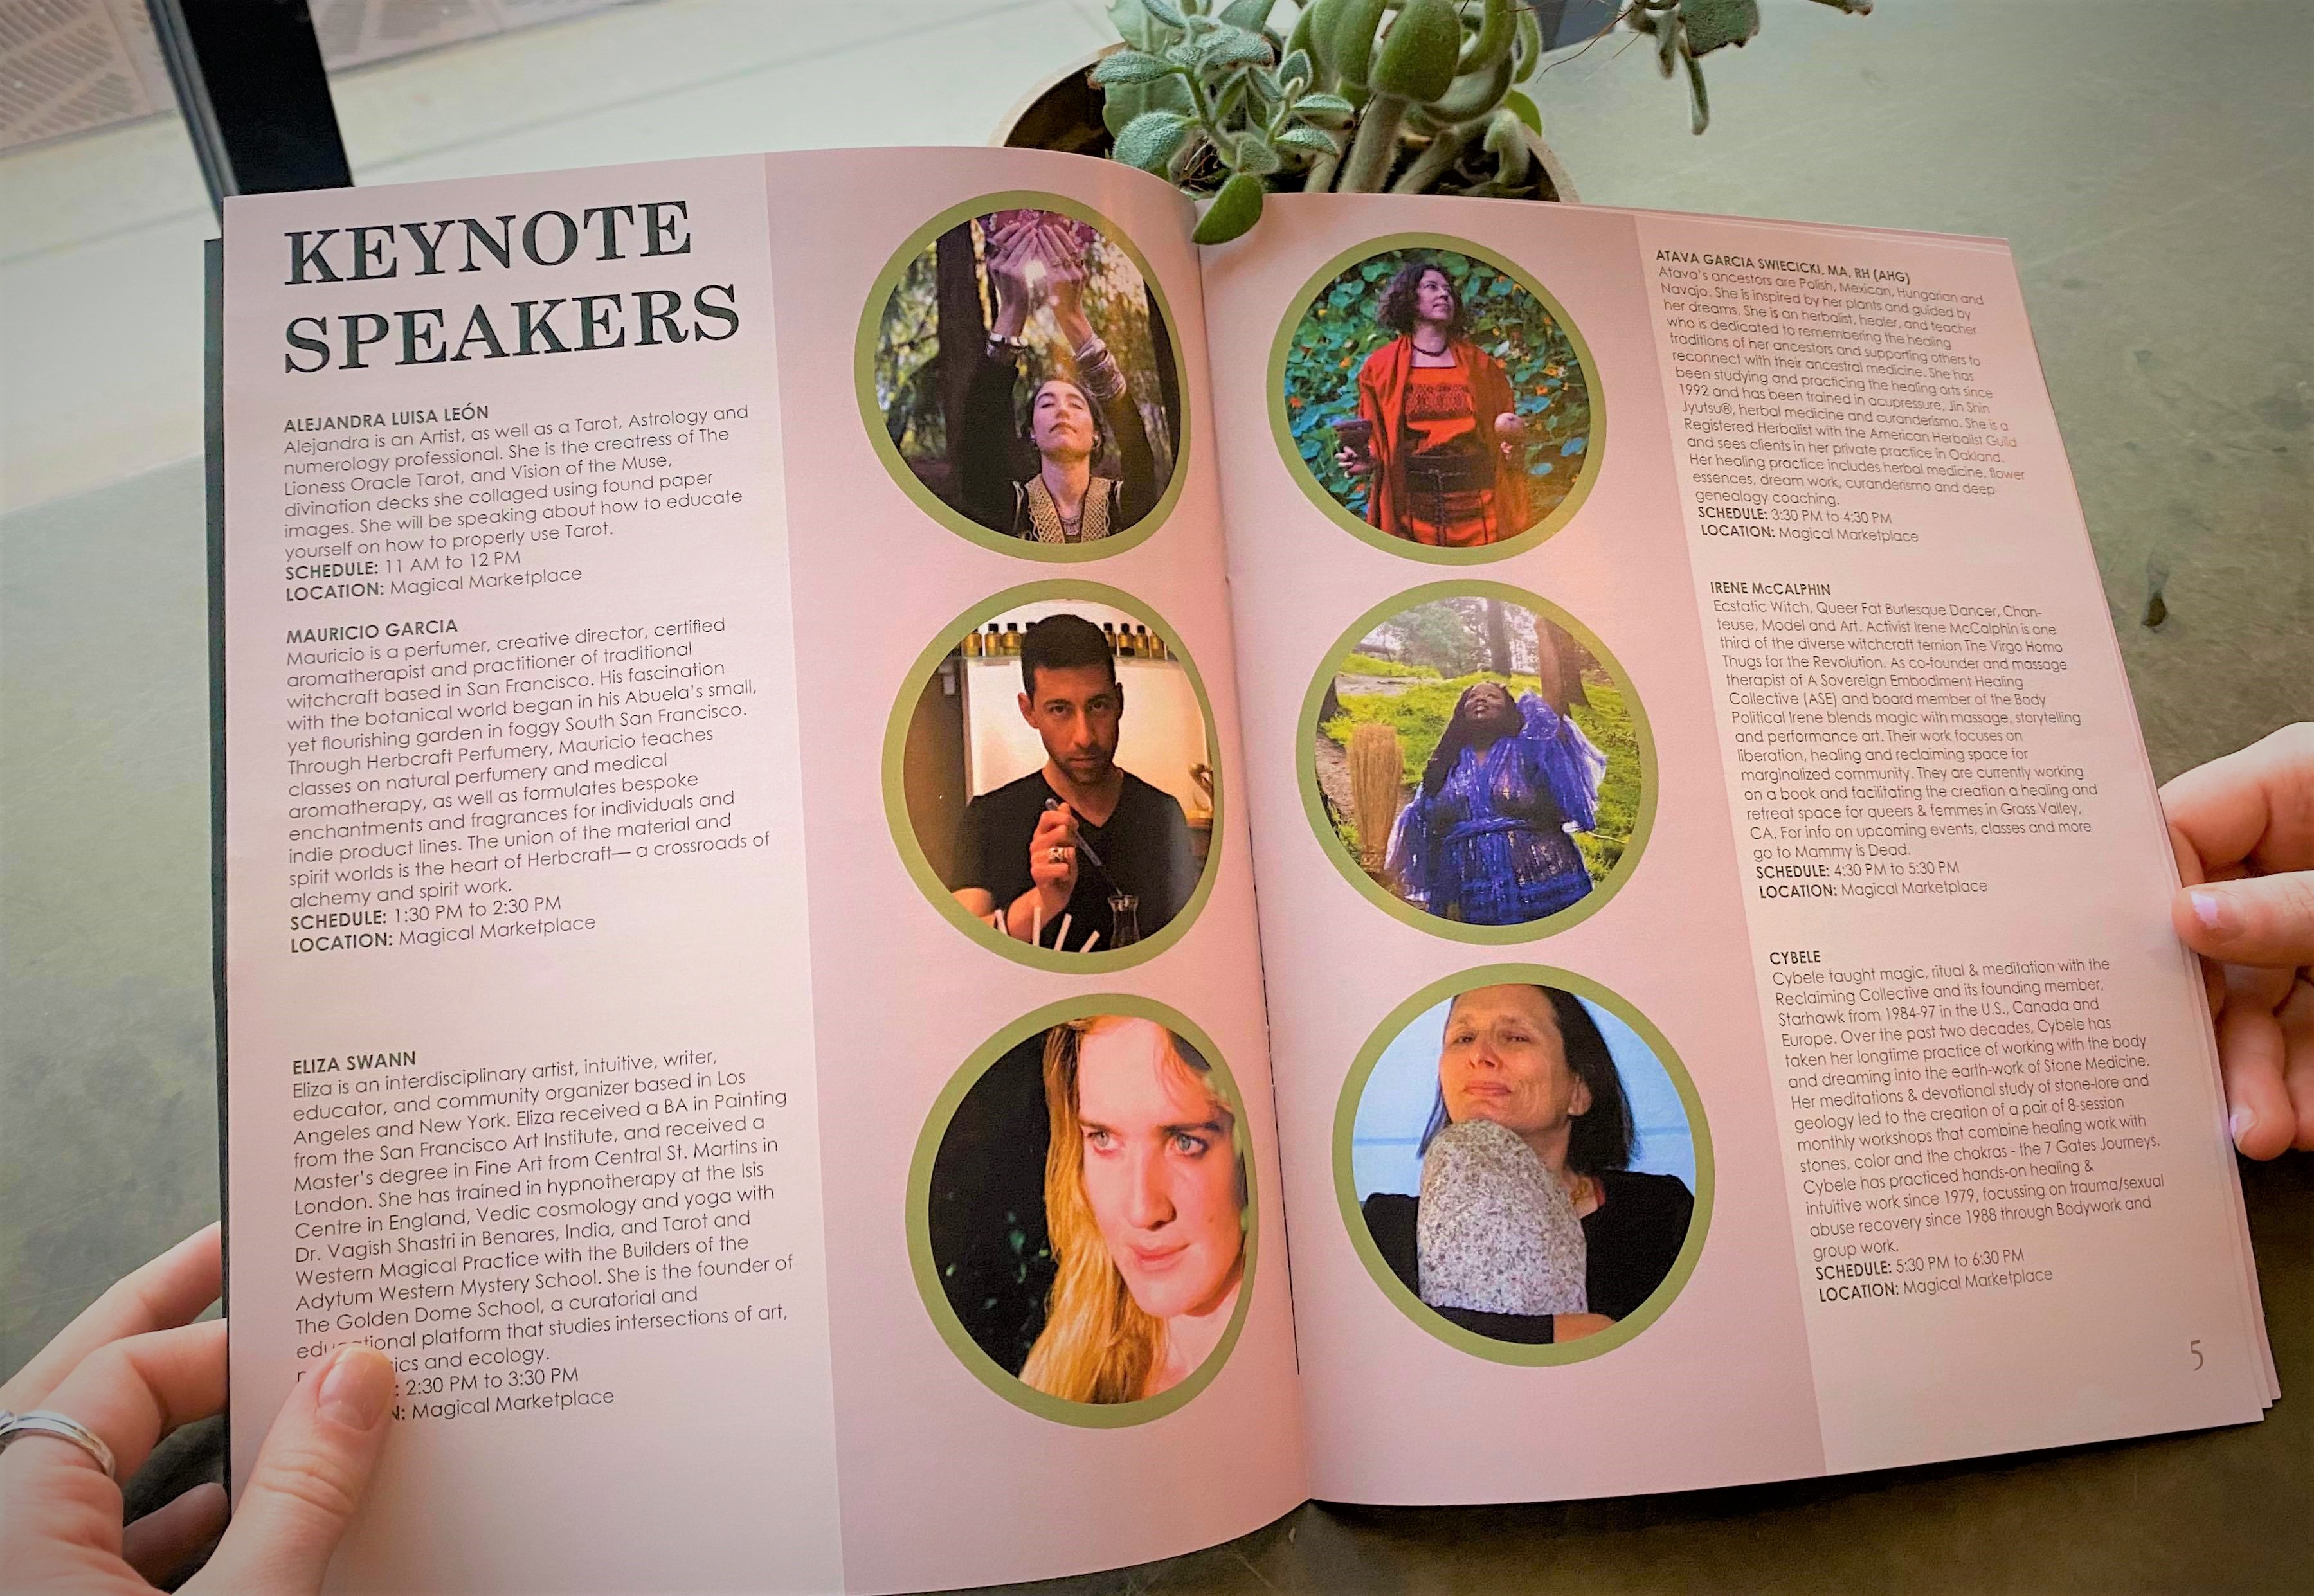 KEYNOTE
SPEAKERS
ALEJANDRA LUISA LEÓN
Alejandra is an Artist, as well as a Tarot, Astrology and
numerology professional. She is the creatress of The
Lioness Oracle Tarot, and Vision of the Muse,
divination decks she collaged using found paper
images. She will be speaking about how to educate
yourself on how to properly use Tarot.
SCHEDULE: 11 AM to 12 PM
LOCATION: Magical Marketplace
MAURICIO GARCIA
Mauricio is a perfumer, creative director, certified
aromatherapist and practitioner of traditional
witchcraft based in San Francisco. His fascination
with the botanical world began in his Abuela's small,
yet flourishing garden in foggy South San Francisco.
Through Herbcraft Perfumery, Mauricio teaches
classes on natural perfumery and medical
aromatherapy, as well as formulates bespoke
enchantments and fragrances for individuals and
indie product lines. The union of the material and
spirit worlds is the heart of Herbcraft— a crossroads of
alchemy and spirit work.
SCHEDULE: 1:30 PM to 2:30 PM
LOCATION: Magical Marketplace
ELIZA SWANN
Eliza is an interdisciplinary artist, intuitive, writer,
educator, and community organizer based in Los
Angeles and New York. Eliza received a BA in Painting
from the San Francisco Art Institute, and received a
Master's degree in Fine Art from Central St. Martins in
London. She has trained in hypnotherapy at the Isis
Centre in England, Vedic cosmology and yoga with
Dr. Vagish Shastri in Benares, India, and Tarot and
Western Magical Practice with the Builders of the
Adytum Western Mystery School. She is the founder of
The Golden Dome School, a curatorial and
platform that studies intersections of art,
and ecology.
: 2:30 PM to 3:30 PM
N: Magical Marketplace
ATAVA GARCIA SWIECICKI, MA, RH (AHG)
Atava's ancestors are Polish, Mexican, Hungarian and
Navajo. She is inspired by her plants and guided by
her dreams. She is an herbalist, healer, and teacher
who is dedicated to remembering the healing
traditions of her ancestors and supporting others to
reconnect with their ancestral medicine. She has
been studying and practicing the healing arts since
1992 and has been trained in acupressure, Jin Shin
Jyutsu®, herbal medicine and curanderismo. She is a
Registered Herbalist with the American Herbalist Guild
and sees clients in her private practice in Oakland.
Her healing practice includes herbal medicine, flower
essences, dream work, curanderismo and deep
genealogy coaching.
SCHEDULE: 3:30 PM to 4:30 PM
LOCATION: Magical Marketplace
IRENE McCALPHIN
Ecstatic Witch, Queer Fat Burlesque Dancer, Chan-
teuse, Model and Art. Activist Irene McCalphin is one
third of the diverse witchcraft ternion The Virgo Homo
Thugs for the Revolution. As co-founder and massage
therapist of A Sovereign Embodiment Healing
Collective (ASE) and board member of the Body
Political Irene blends magic with massage, storytelling
and performance art. Their work focuses on
liberation, healing and reclaiming space for
marginalized community. They are currently working
on a book and facilitating the creation a healing and
retreat space for queers & femmes in Grass Valley,
CA. For info on upcoming events, classes and more
go to Mammy is Dead.
SCHEDULE: 4:30 PM to 5:30 PM
LOCATION: Magical Marketplace
CYBELE
Cybele taught magic, ritual & meditation with the
Reclaiming Collective and its founding member,
Starhawk from 1984-97 in the U.S., Canada and
Europe. Over the past two decades, Cybele has
taken her longtime practice of working with the body
and dreaming into the earth-work of Stone Medicine.
Her meditations & devotional study of stone-lore and
geology led to the creation of a pair of 8-session
monthly workshops that combine healing work with
stones, color and the chakras - the 7 Gates Journeys.
Cybele has practiced hands-on healing &
intuitive work since 1979, focussing on trauma/sexual
abuse recovery since 1988 through Bodywork and
group work.
SCHEDULE: 5:30 PM to 6:30 PM
LOCATION: Magical Marketplace
5